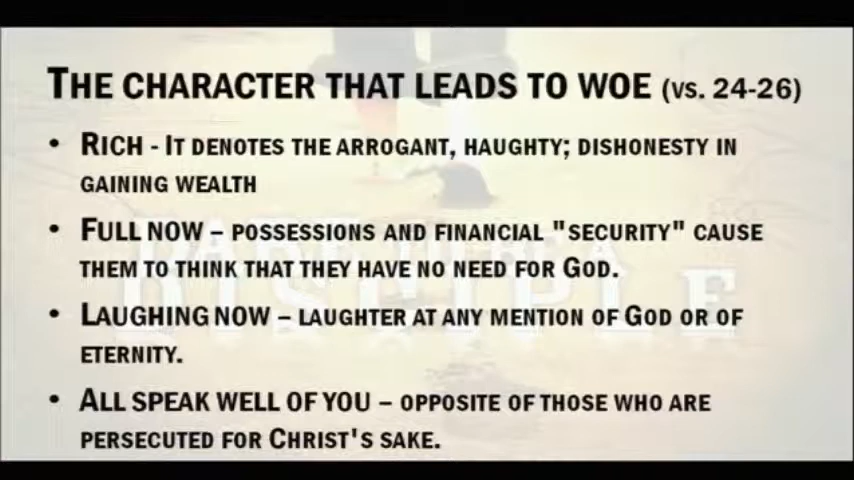 THE CHARACTER THAT LEADS TO WOE (VS. 24-26)
• RICH - IT DENOTES THE ARROGANT, HAUGHTY; DISHONESTY IN
GAINING WEALTH
• FULL NOW – POSSESSIONS AND FINANCIAL "SECURITY" CAUSE
THEM TO THINK THAT THEY HAVE NO NEED FOR GOD.
• LAUGHING NOW – LAUGHTER AT ANY MENTION OF GOD OR OF
ETERNITY.
• ALL SPEAK WELL OF YOU – OPPOSITE OF THOSE WHO ARE
PERSECUTED FOR CHRIST'S SAKE.
DISCIPLE